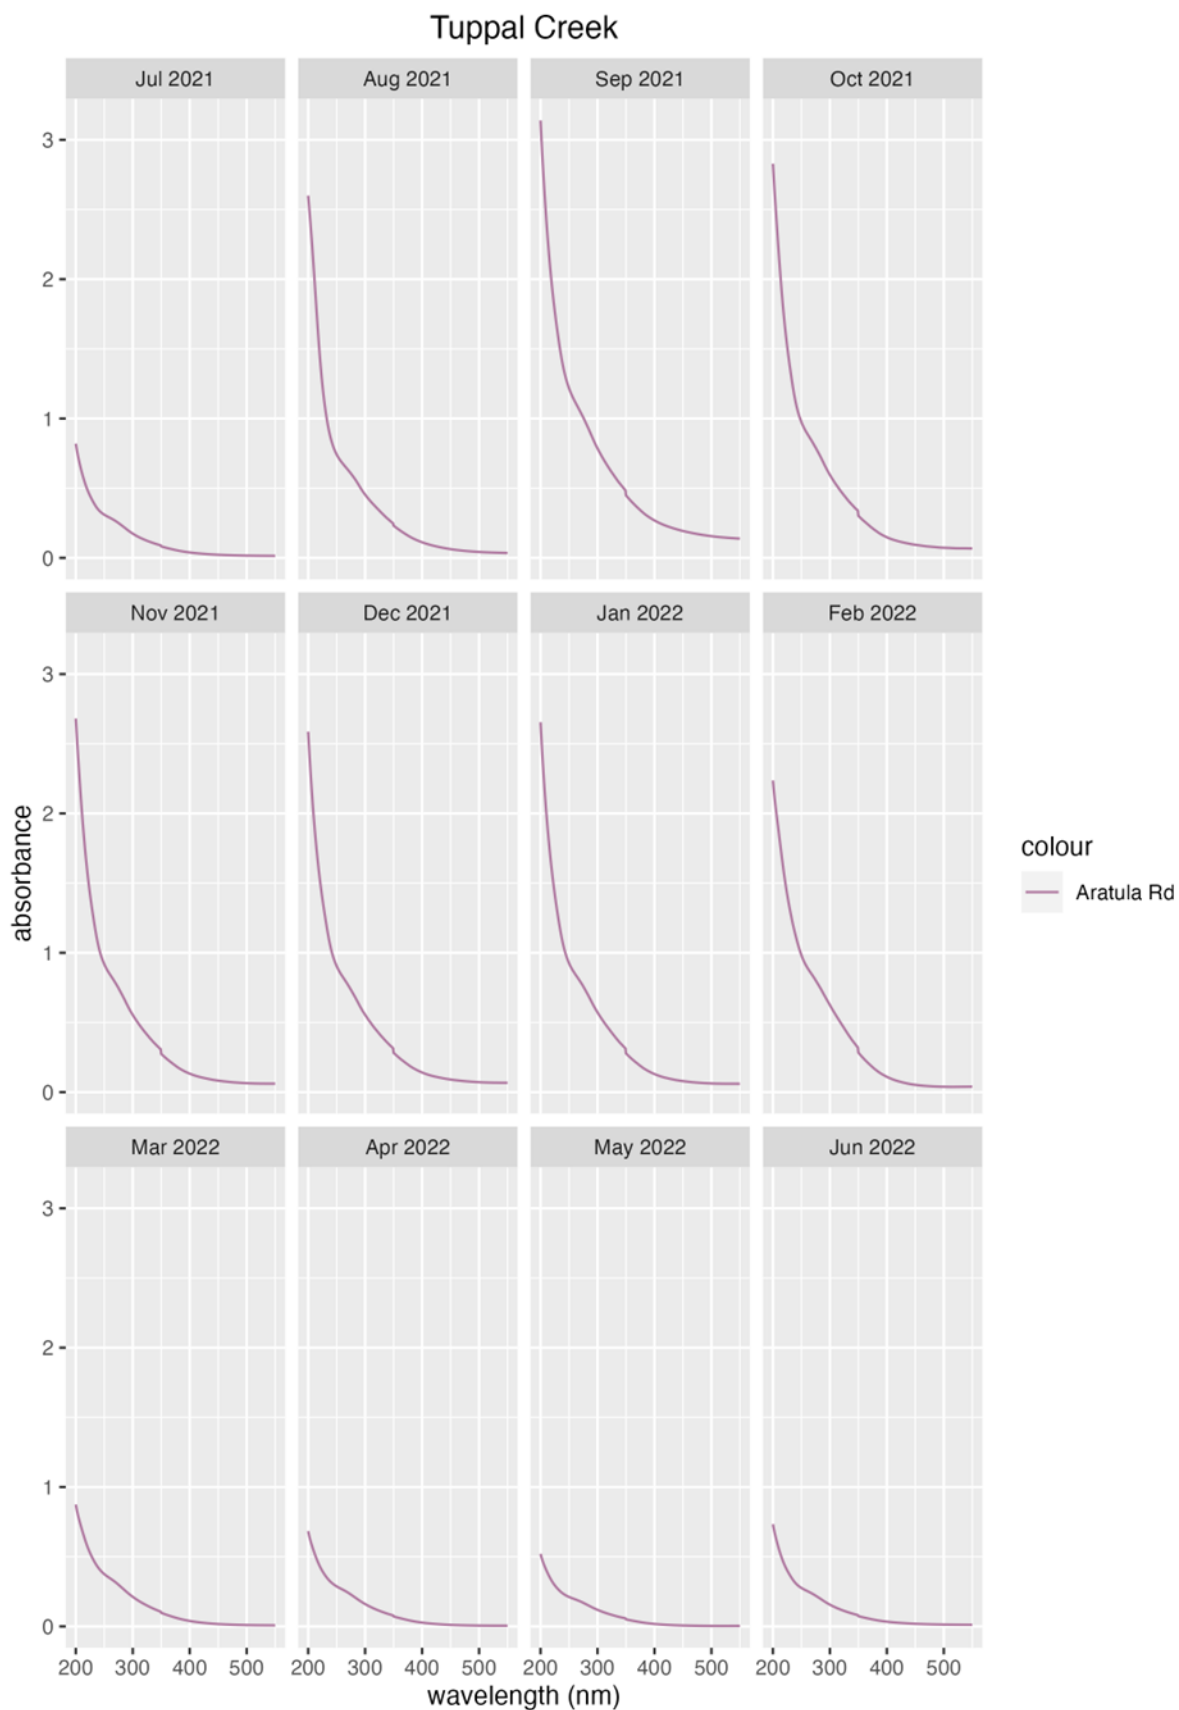 Tuppal Creek
Jul 2021 Aug 2021 Sep 2021 Oct 2021
3
2
1
0
Nov 2021 Dec 2021 Jan 2022 Feb 2022
3
2
1
0
absorbance
colour
Aratula Rd
Mar 2022 Apr 2022 May 2022 Jun 2022
3
2
1
0
200 300 400 500 200 300 400 500 200 300 400 500 200 300 400 500
wavelength (nm)